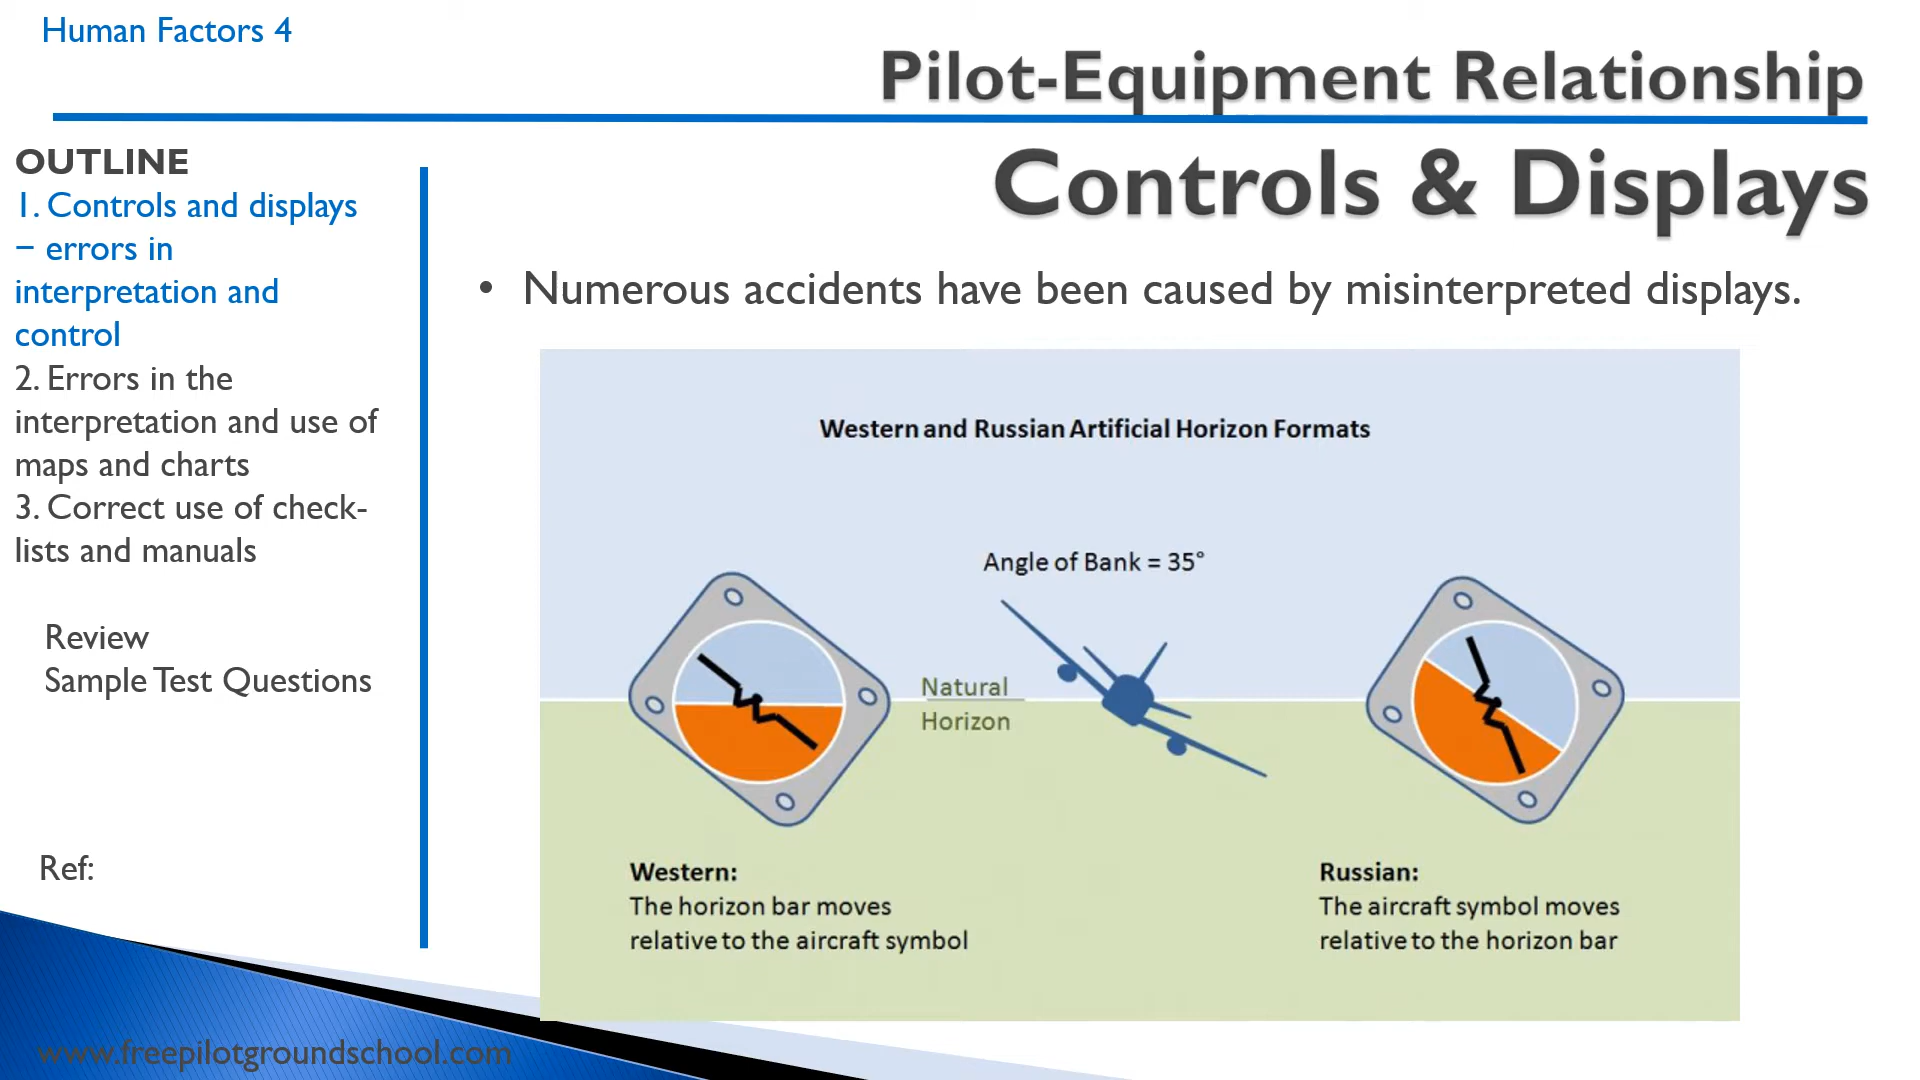 Human Factors 4
Pilot-Equipment Relationship
OUTLINE
1. Controls and displays
– errors in
interpretation and
control
2. Errors in the
interpretation and use of
maps and charts
3. Correct use of check-
lists and manuals
Review
Sample Test Questions
Ref:
www.freepilotgroundschool.com
Controls & Displays
• Numerous accidents have been caused by misinterpreted displays.
Western and Russian Artificial Horizon Formats
Angle of Bank = 35°
Natural
Horizon
Western:
The horizon bar moves
relative to the aircraft symbol
Russian:
The aircraft symbol moves
relative to the horizon bar